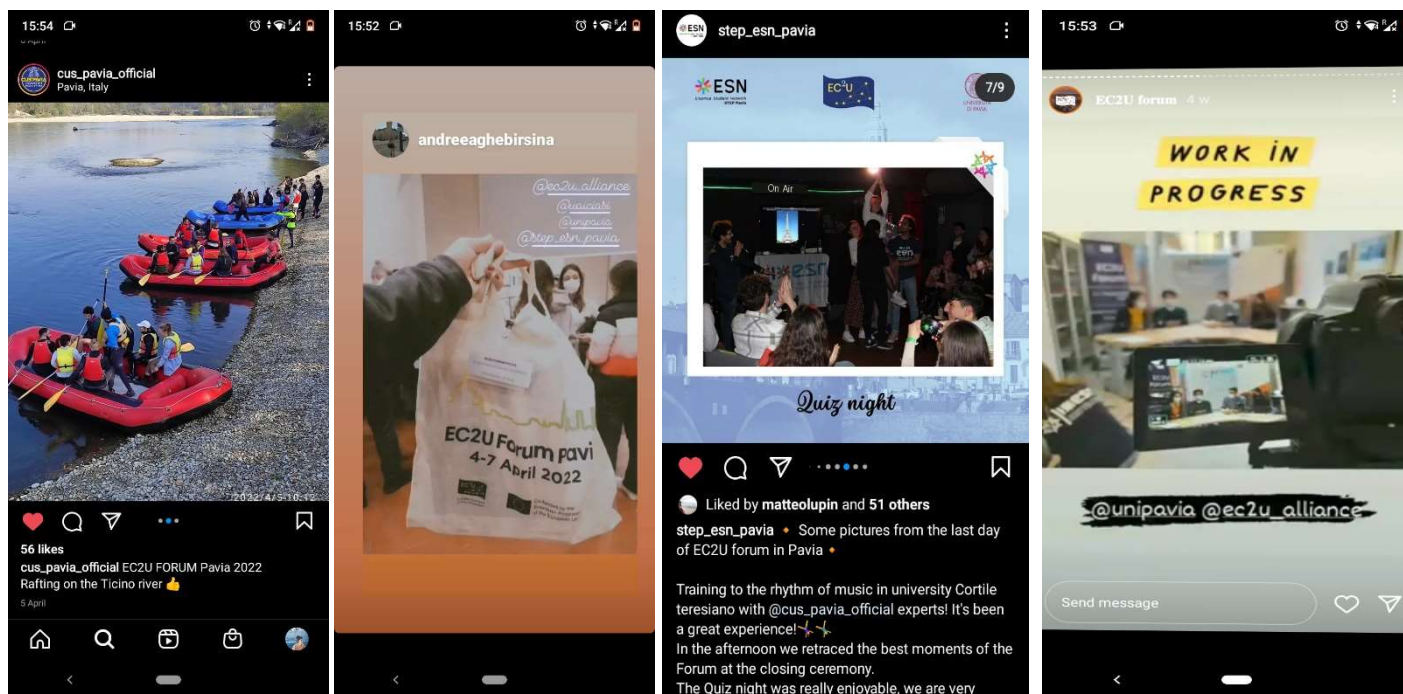 15:54
cus_pavia_official
Pavia, Italy
2022/4/5 10:12
56 likes
cus_pavia_official EC2U FORUM Pavia 2022
Rafting on the Ticino river 👍
5 April
15:52
andreeaghebirsina
@ec2u_alliance
@uaiciasi
@unipavia
@step_esn_pavia
EC2U Forum pavi
4-7 April 2022
EC2U
step_esn_pavia
ESN
EC2U
7/9
On Air
esn
Quiz night
Liked by matteolupin and 51 others
step_esn_pavia 🔸 Some pictures from the last day
of EC2U forum in Pavia 🔸
Training to the rhythm of music in university Cortile
teresiano with @cus_pavia_official experts! It's been
a great experience!🤸🤸
In the afternoon we retraced the best moments of the
Forum at the closing ceremony.
The Quiz night was really enjoyable, we are very
15:53
EC2U forum 4 w
WORK iN
PROGRESS
@unipavia @ec2u_alliance
Send message